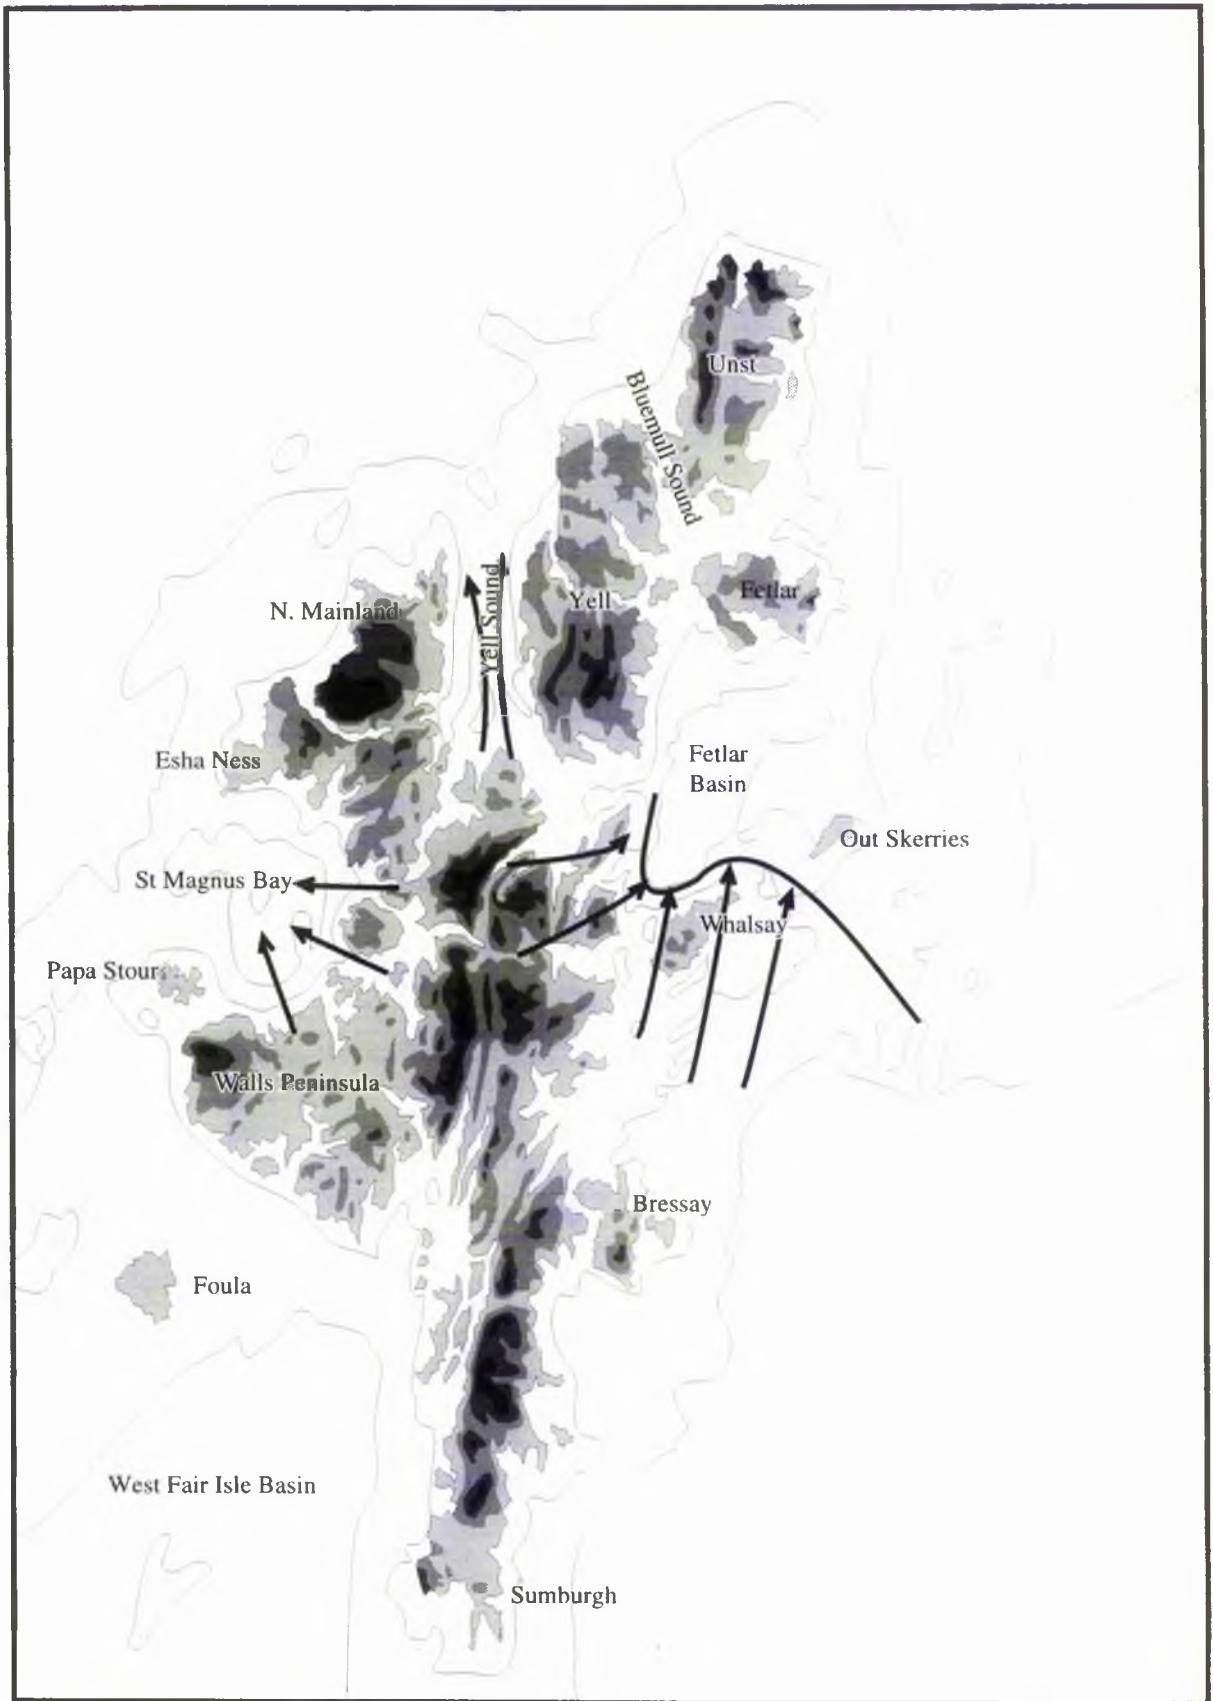 Unst
Bluemull Sound
Yell Sound
N. Mainland
Yell
Fetlar
Esha Ness
Fetlar
Basin
Out Skerries
St Magnus Bay
Whalsay
Papa Stour
Walls Peninsula
Bressay
Foula
West Fair Isle Basin
Sumburgh